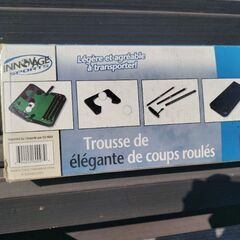 INNOVAGE
SPORTS
Légère et agréable
à transporter!
Trousse de
élégante de coups roulés